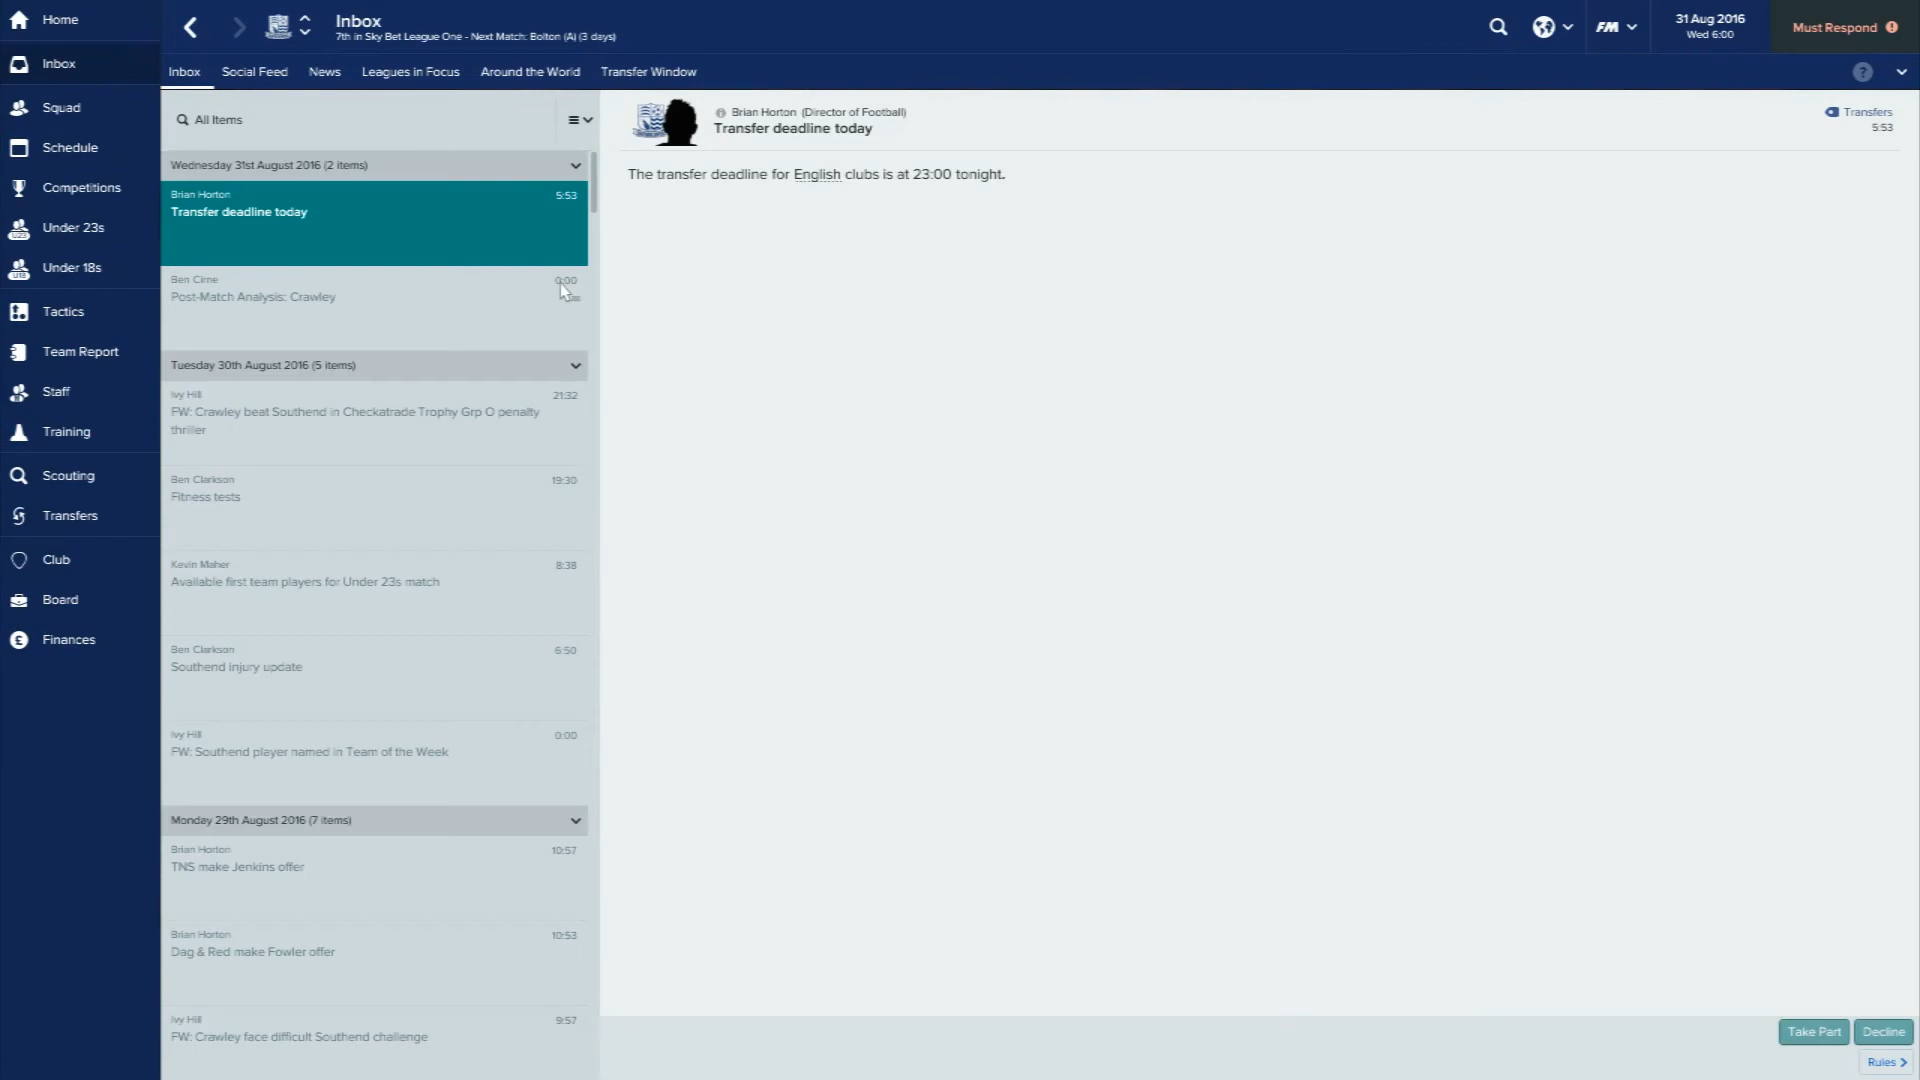 Home
Inbox
Squad
Schedule
Competitions
Under 23s
Under 18s
Tactics
Team Report
Staff
Training
Scouting
Transfers
Club
Board
Finances
Inbox
7th in Sky Bet League One - Next Match: Bolton (A) (3 days)
FM
31 Aug 2016
Wed 6:00
Must Respond
Inbox Social Feed News Leagues in Focus Around the World Transfer Window
All Items
Wednesday 31st August 2016 (2 items)
Brian Horton 5:53
Transfer deadline today
Ben Cirne 0:00
Post-Match Analysis: Crawley
Tuesday 30th August 2016 (5 items)
Ivy Hill 21:32
FW: Crawley beat Southend in Checkatrade Trophy Grp O penalty
thriller
Ben Clarkson 19:30
Fitness tests
Kevin Maher 8:38
Available first team players for Under 23s match
Ben Clarkson 6:50
Southend injury update
Ivy Hill 0:00
FW: Southend player named in Team of the Week
Monday 29th August 2016 (7 items)
Brian Horton 10:57
TNS make Jenkins offer
Brian Horton 10:53
Dag & Red make Fowler offer
Ivy Hill 9:57
FW: Crawley face difficult Southend challenge
Brian Horton (Director of Football)
Transfer deadline today
Transfers
5:53
The transfer deadline for English clubs is at 23:00 tonight.
Take Part Decline
Rules